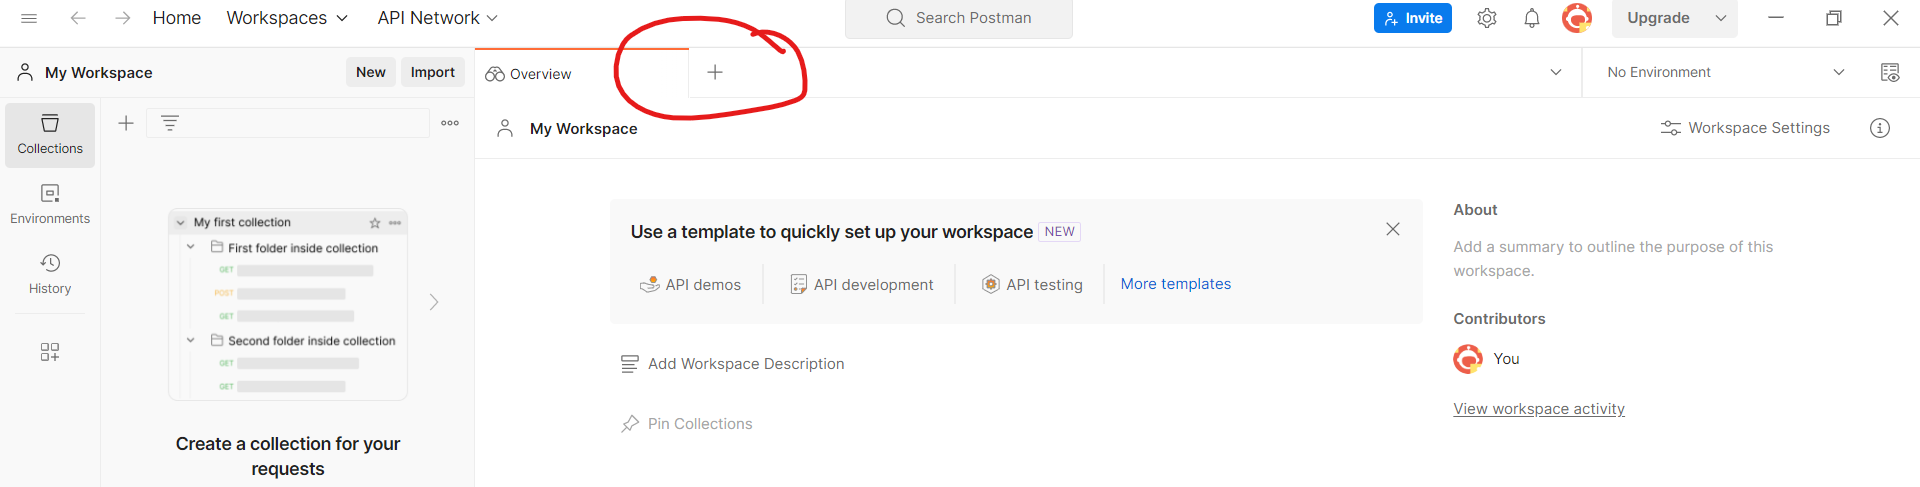 Home Workspaces API Network Search Postman Invite Upgrade
My Workspace New Import Overview No Environment
Collections
Environments
History
My first collection
First folder inside collection
GET
POST
GET
Second folder inside collection
GET
GET
Create a collection for your
requests
My Workspace Workspace Settings
Use a template to quickly set up your workspace NEW
API demos API development API testing More templates
Add Workspace Description
Pin Collections
About
Add a summary to outline the purpose of this
workspace.
Contributors
You
View workspace activity